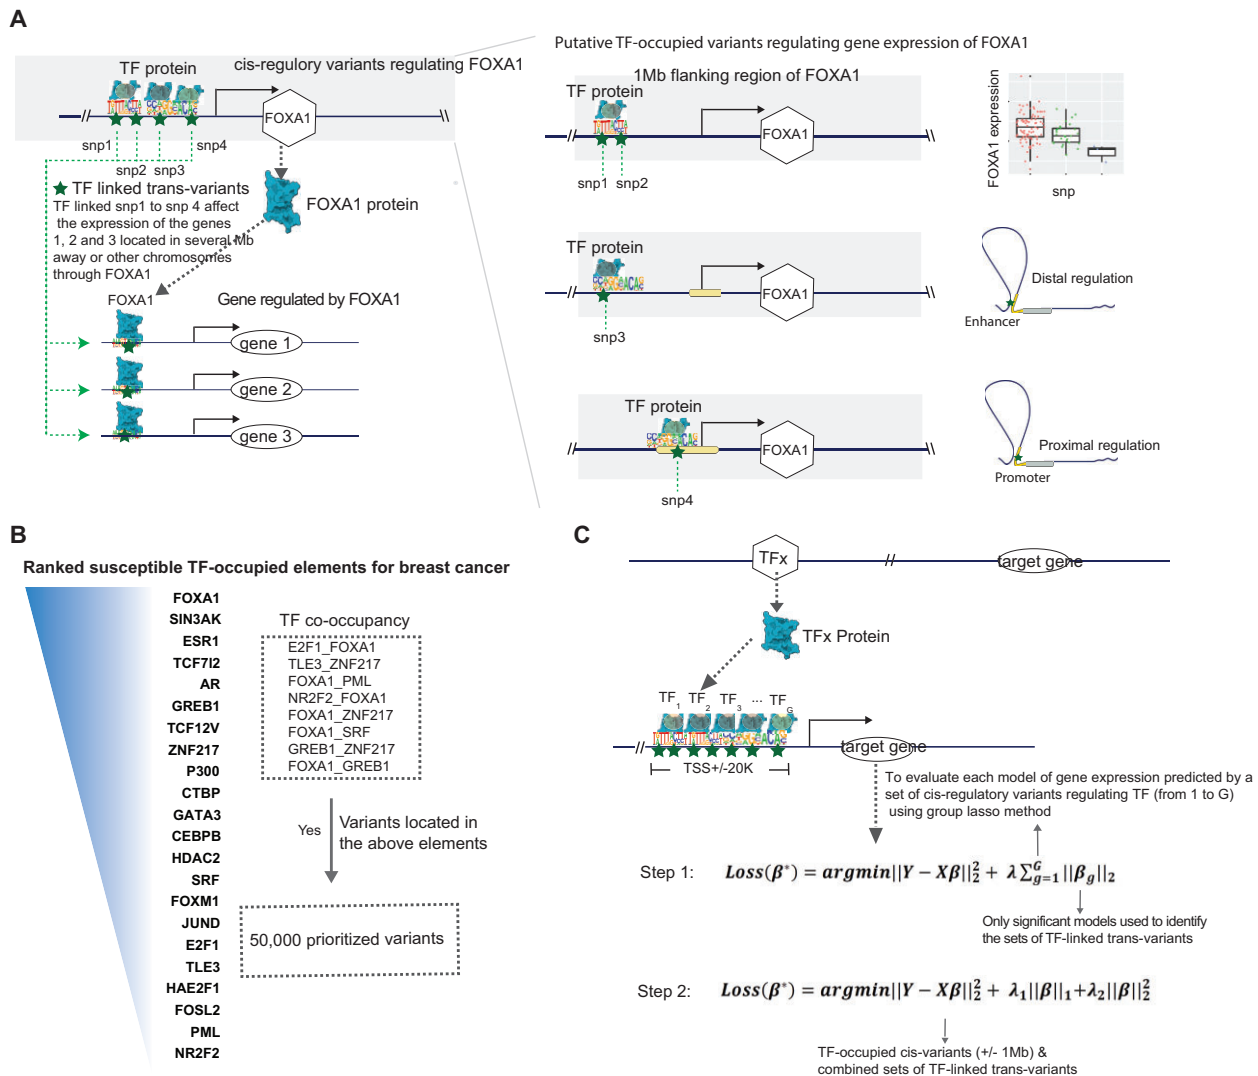 A
TF protein
cis-regulory variants regulating FOXA1
FOXA1
snp1
snp2
snp3
snp4
TF linked trans-variants
TF linked snp1 to snp 4 affect
the expression of the genes
1, 2 and 3 located in several Mb
away or other chromosomes
through FOXA1
FOXA1 protein
FOXA1
Gene regulated by FOXA1
gene 1
gene 2
gene 3
Putative TF-occupied variants regulating gene expression of FOXA1
1Mb flanking region of FOXA1
TF protein
FOXA1
snp1
snp2
FOXA1 expression
snp
TF protein
FOXA1
snp3
Distal regulation
Enhancer
TF protein
FOXA1
snp4
Proximal regulation
Promoter
B
Ranked susceptible TF-occupied elements for breast cancer
FOXA1
SIN3AK
ESR1
TCF7I2
AR
GREB1
TCF12V
ZNF217
P300
CTBP
GATA3
CEBPB
HDAC2
SRF
FOXM1
JUND
E2F1
TLE3
HAE2F1
FOSL2
PML
NR2F2
TF co-occupancy
E2F1_FOXA1
TLE3_ZNF217
FOXA1_PML
NR2F2_FOXA1
FOXA1_ZNF217
FOXA1_SRF
GREB1_ZNF217
FOXA1_GREB1
Yes
Variants located in
the above elements
50,000 prioritized variants
C
TFx
target gene
TFx Protein
TF1 TF2 TF3 ... TFG
target gene
TSS+/-20K
To evaluate each model of gene expression predicted by a
set of cis-regulatory variants regulating TF (from 1 to G)
using group lasso method
Step 1: Loss(β*) = argmin||Y − Xβ||₂² + λ∑_{g=1}^{G}||β_g||₂
Only significant models used to identify
the sets of TF-linked trans-variants
Step 2: Loss(β*) = argmin||Y − Xβ||₂² + λ₁||β||₁+λ₂||β||₂²
TF-occupied cis-variants (+/- 1Mb) &
combined sets of TF-linked trans-variants